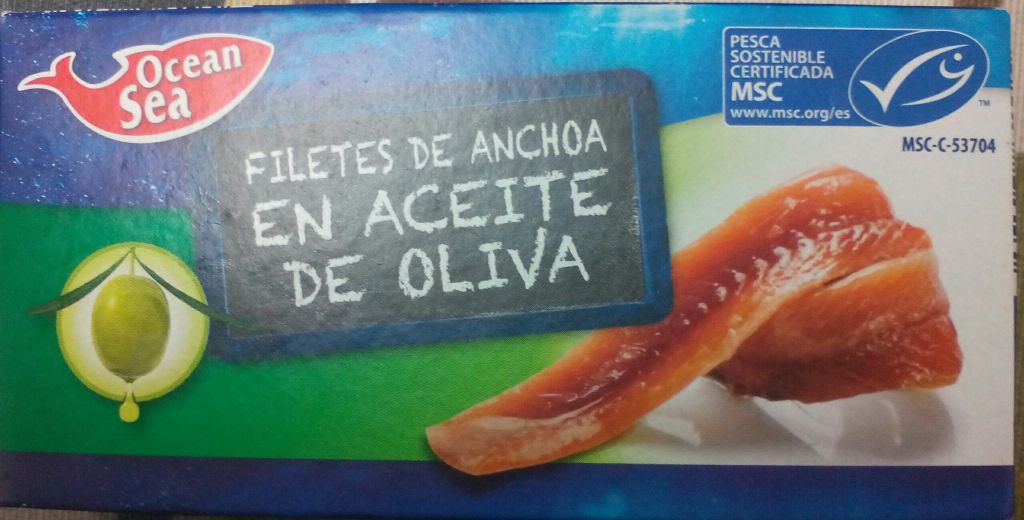 Ocean
Sea
FILETES DE ANCHOA
EN ACEITE
DE OLIVA
PESCA
SOSTENIBLE
CERTIFICADA
MSC
www.msc.org/es
TM
MSC-C-53704